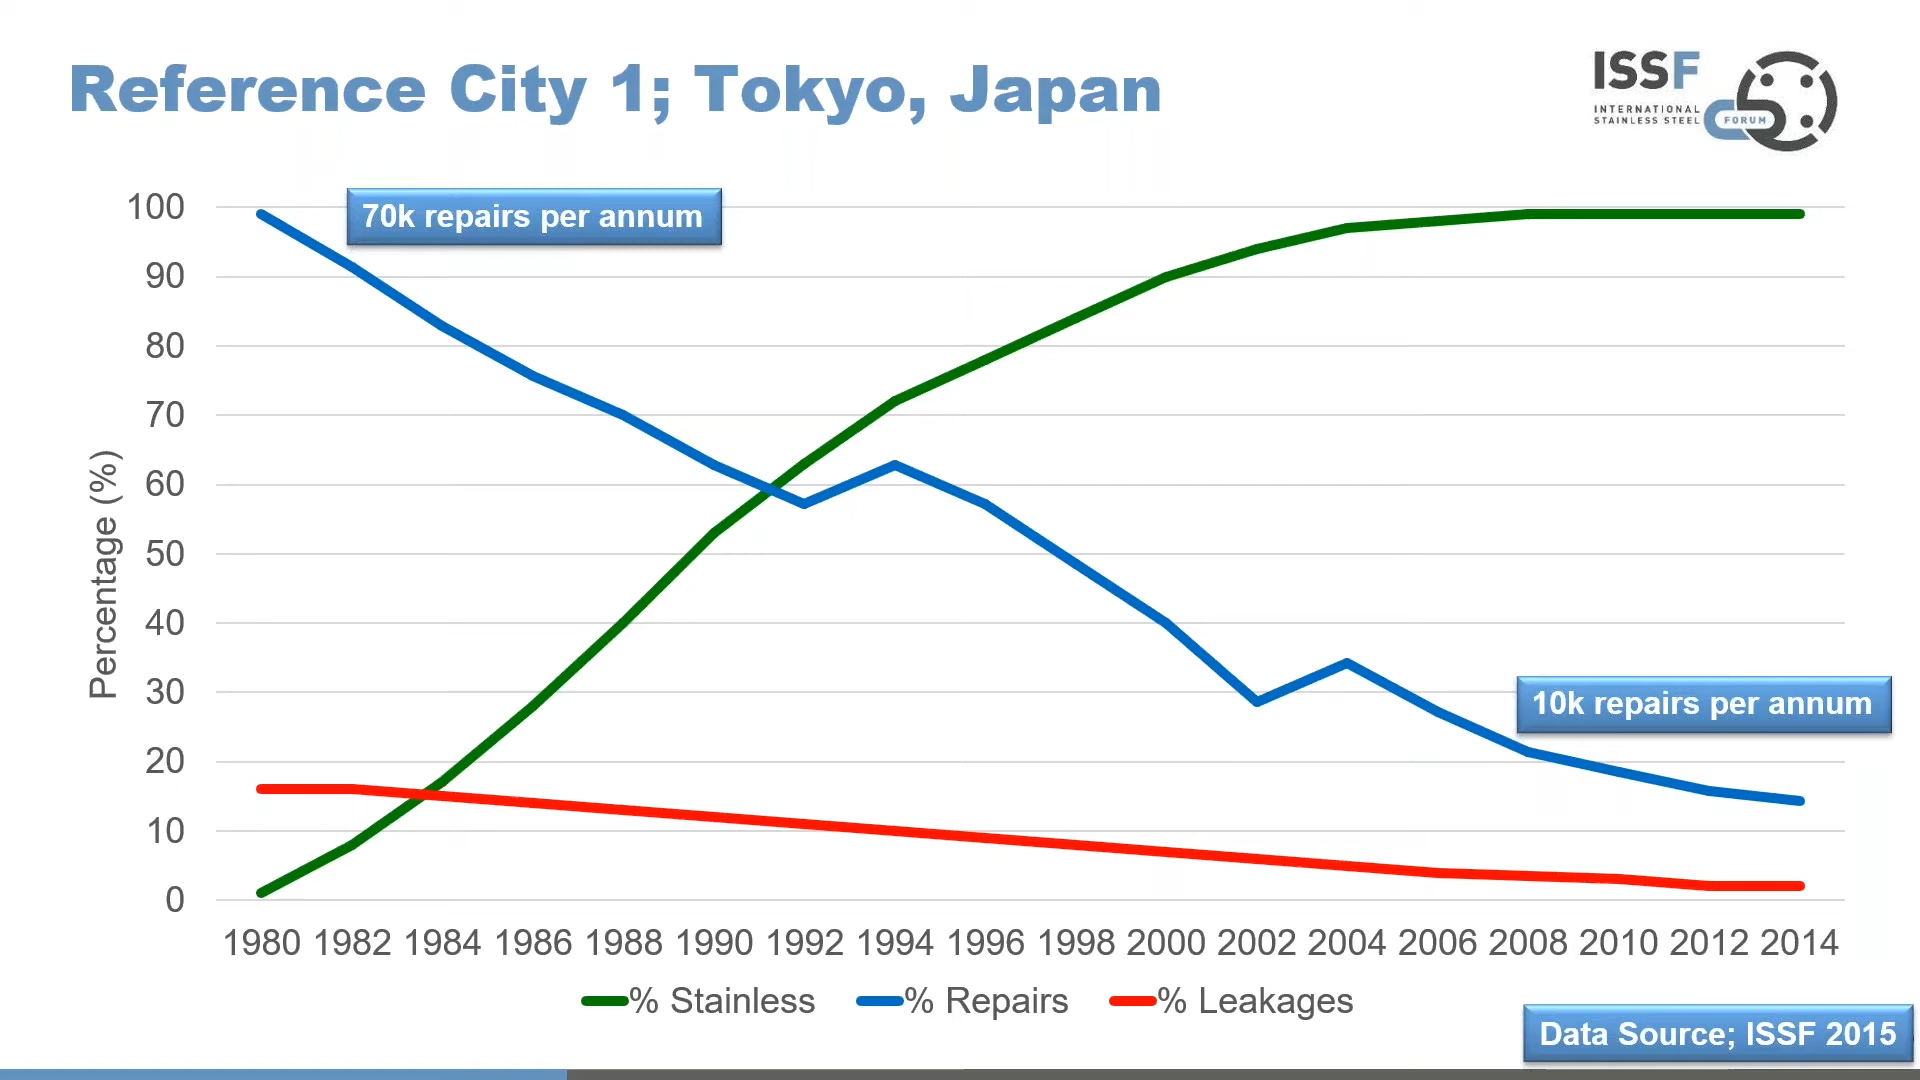 Reference City 1; Tokyo, Japan
ISSF
INTERNATIONAL
STAINLESS STEEL
FORUM
70k repairs per annum
10k repairs per annum
Percentage (%)
100
90
80
70
60
50
40
30
20
10
0
1980 1982 1984 1986 1988 1990 1992 1994 1996 1998 2000 2002 2004 2006 2008 2010 2012 2014
% Stainless % Repairs % Leakages
Data Source; ISSF 2015